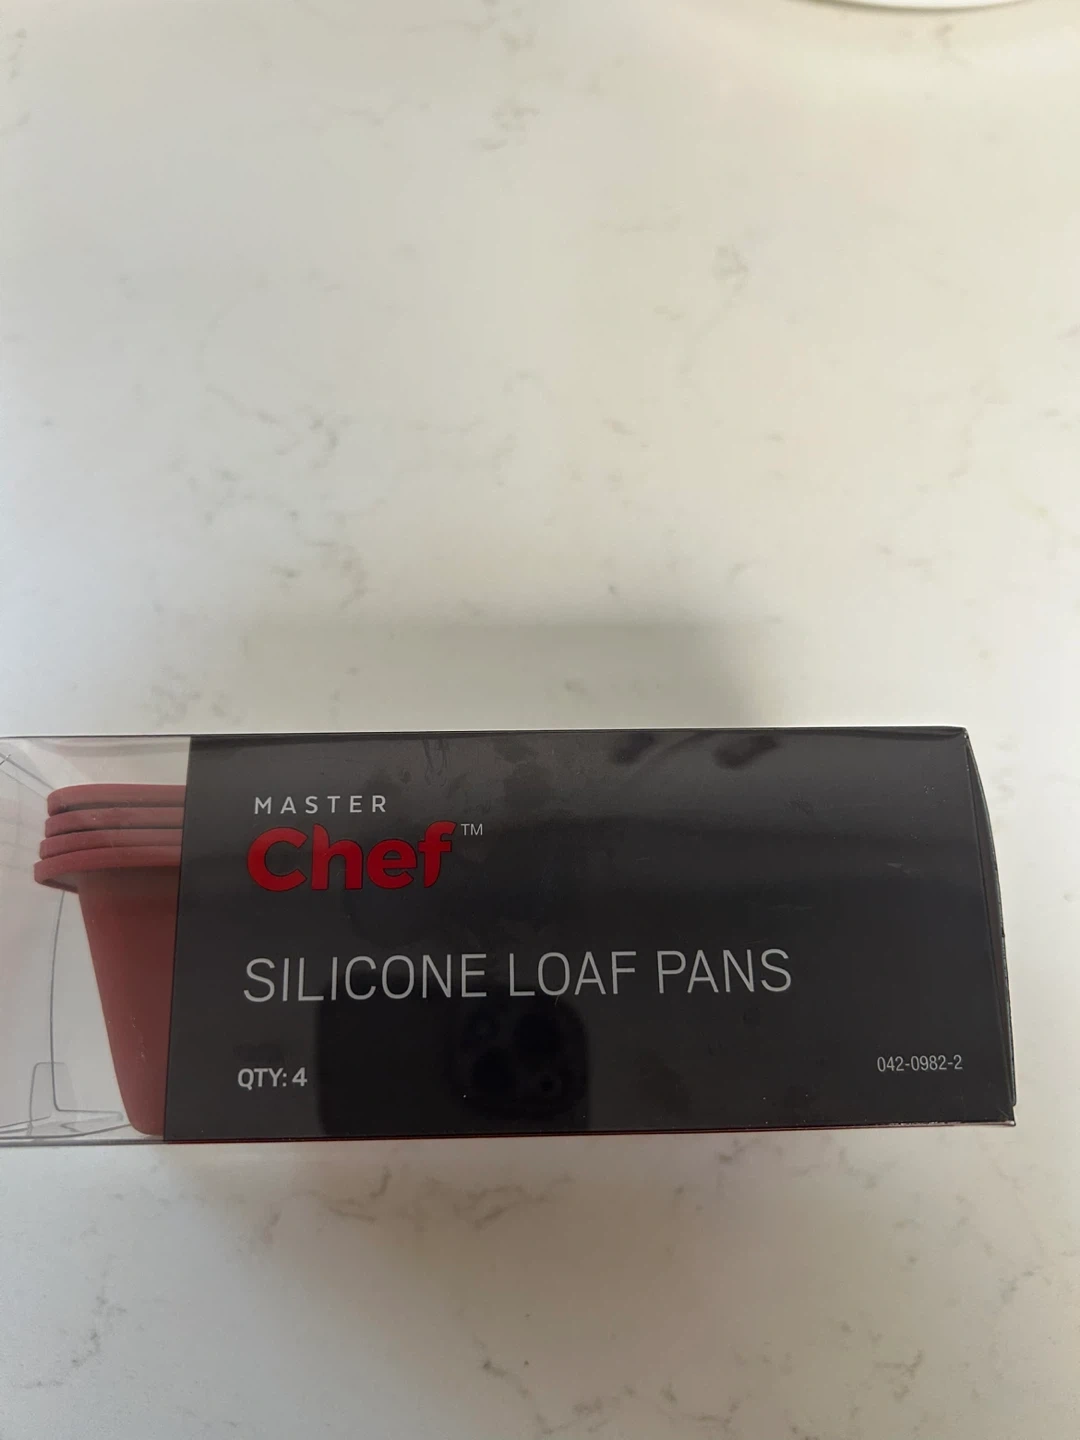 MASTER
Chef™
SILICONE LOAF PANS
QTY: 4
042-0982-2